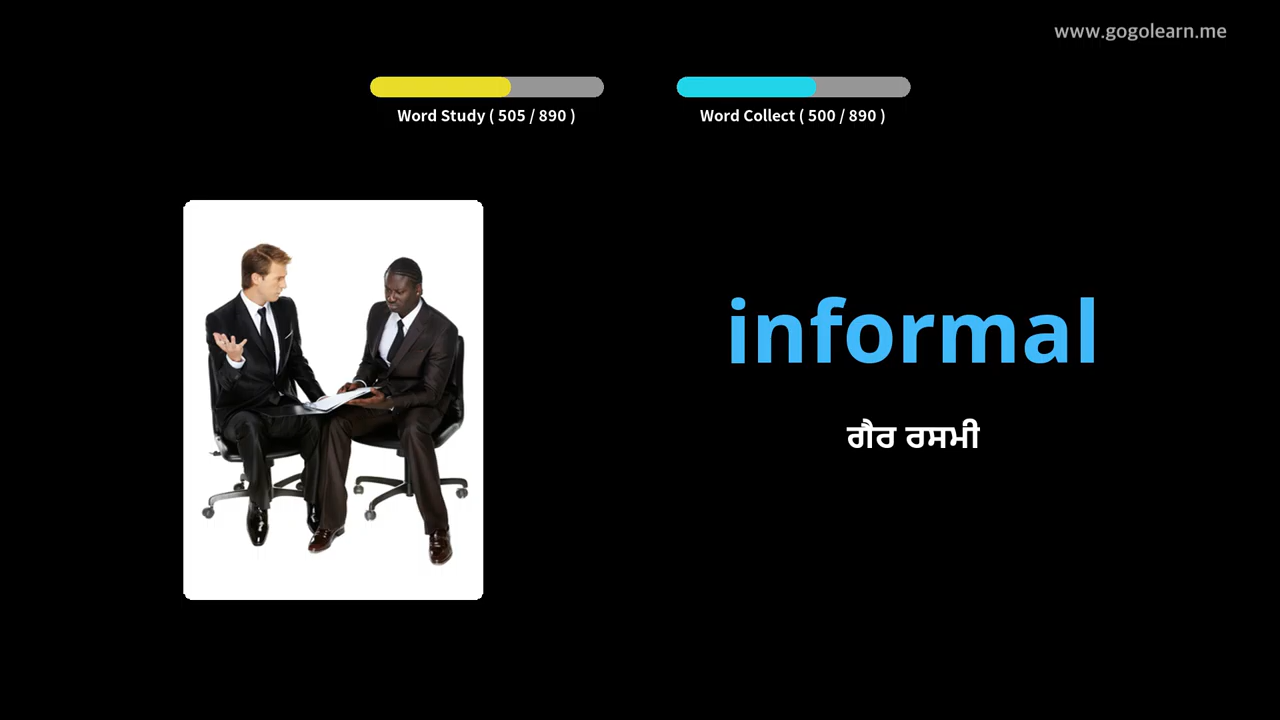 www.gogolearn.me
Word Study ( 505 / 890 )
Word Collect ( 500 / 890 )
informal
ਗੈਰ ਰਸਮੀ